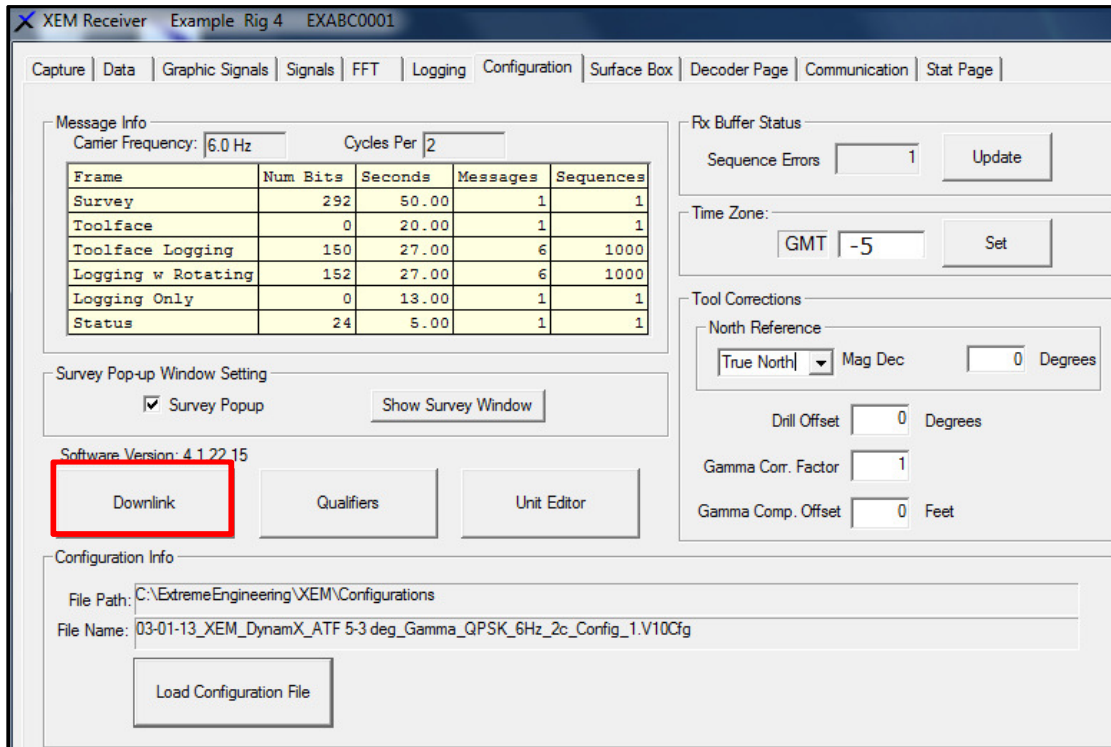 XEM Receiver Example Rig 4 EXABC0001
Capture Data Graphic Signals Signals FFT Logging Configuration Surface Box Decoder Page Communication Stat Page
Message Info
Carrier Frequency: 6.0 Hz Cycles Per 2
Frame Num Bits Seconds Messages Sequences
Survey 292 50.00 1 1
Toolface 0 20.00 1 1
Toolface Logging 150 27.00 6 1000
Logging w Rotating 152 27.00 6 1000
Logging Only 0 13.00 1 1
Status 24 5.00 1 1
Survey Pop-up Window Setting
Survey Popup Show Survey Window
Software Version: 4.1.22.15
Downlink Qualifiers Unit Editor
Rx Buffer Status
Sequence Errors 1 Update
Time Zone:
GMT -5 Set
Tool Corrections
North Reference
True North Mag Dec 0 Degrees
Drill Offset 0 Degrees
Gamma Corr. Factor 1
Gamma Comp. Offset 0 Feet
Configuration Info
File Path: C:\ExtremeEngineering\XEM\Configurations
File Name: 03-01-13_XEM_DynamX_ATF 5-3 deg_Gamma_QPSK_6Hz_2c_Config_1.V10Cfg
Load Configuration File